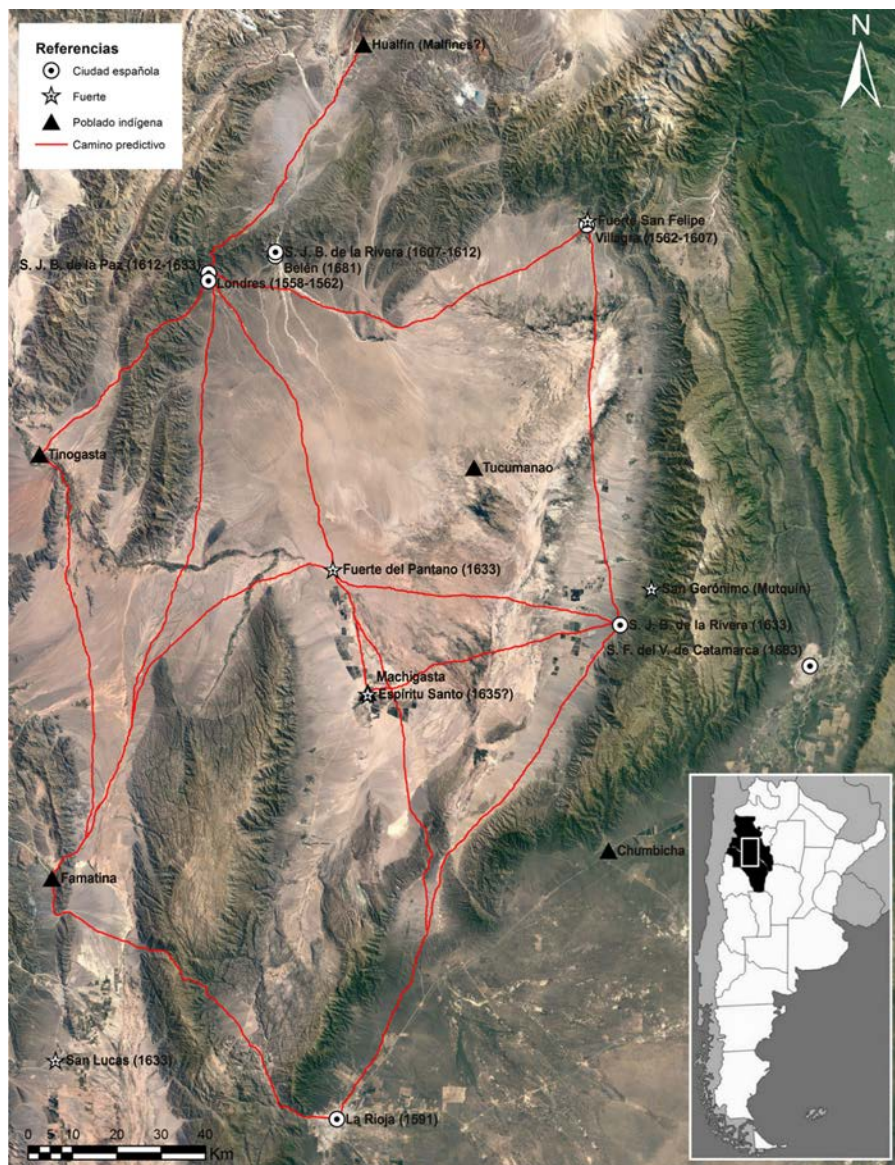 N
Referencias
Ciudad española
Fuerte
Poblado indígena
Camino predictivo
Hualfín (Malfines?)
Fuerte San Felipe
Villagra (1562-1607)
S. J. B. de la Rivera (1607-1612)
Belén (1681)
S. J. B. de la Paz (1612-1633)
Londres (1558-1562)
Tinogasta
Tucumanao
Fuerte del Pantano (1633)
San Gerónimo (Mutquín)
S. J. B. de la Rivera (1633)
S. F. del V. de Catamarca (1683)
Machigasta
Espíritu Santo (1635?)
Chumbicha
Famatina
San Lucas (1633)
La Rioja (1591)
0 5 10 20 30 40
Km